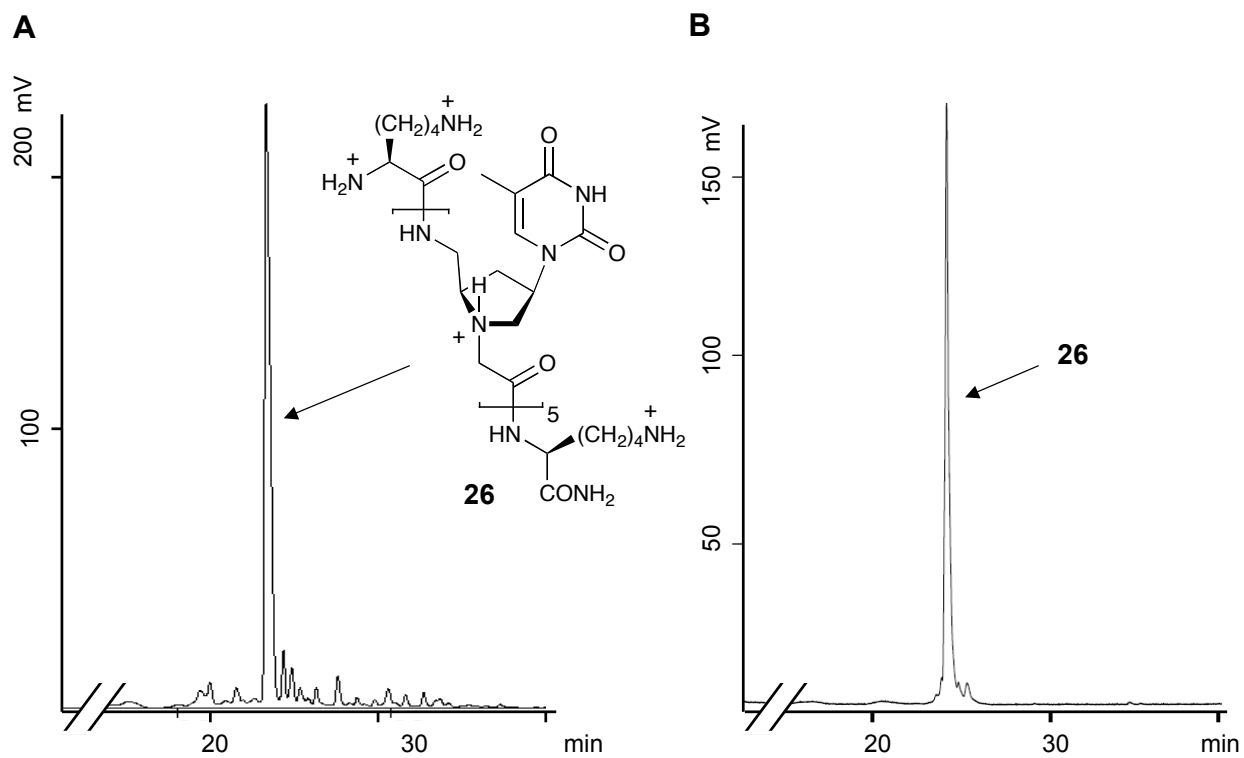 A
B
200 mV
100
+
(CH2)4NH2
+
H2N
O
HN
O
NH
N
O
H
N
+
O
5
HN
+
(CH2)4NH2
CONH2
26
20
30
min
150 mV
100
50
26
20
30
min